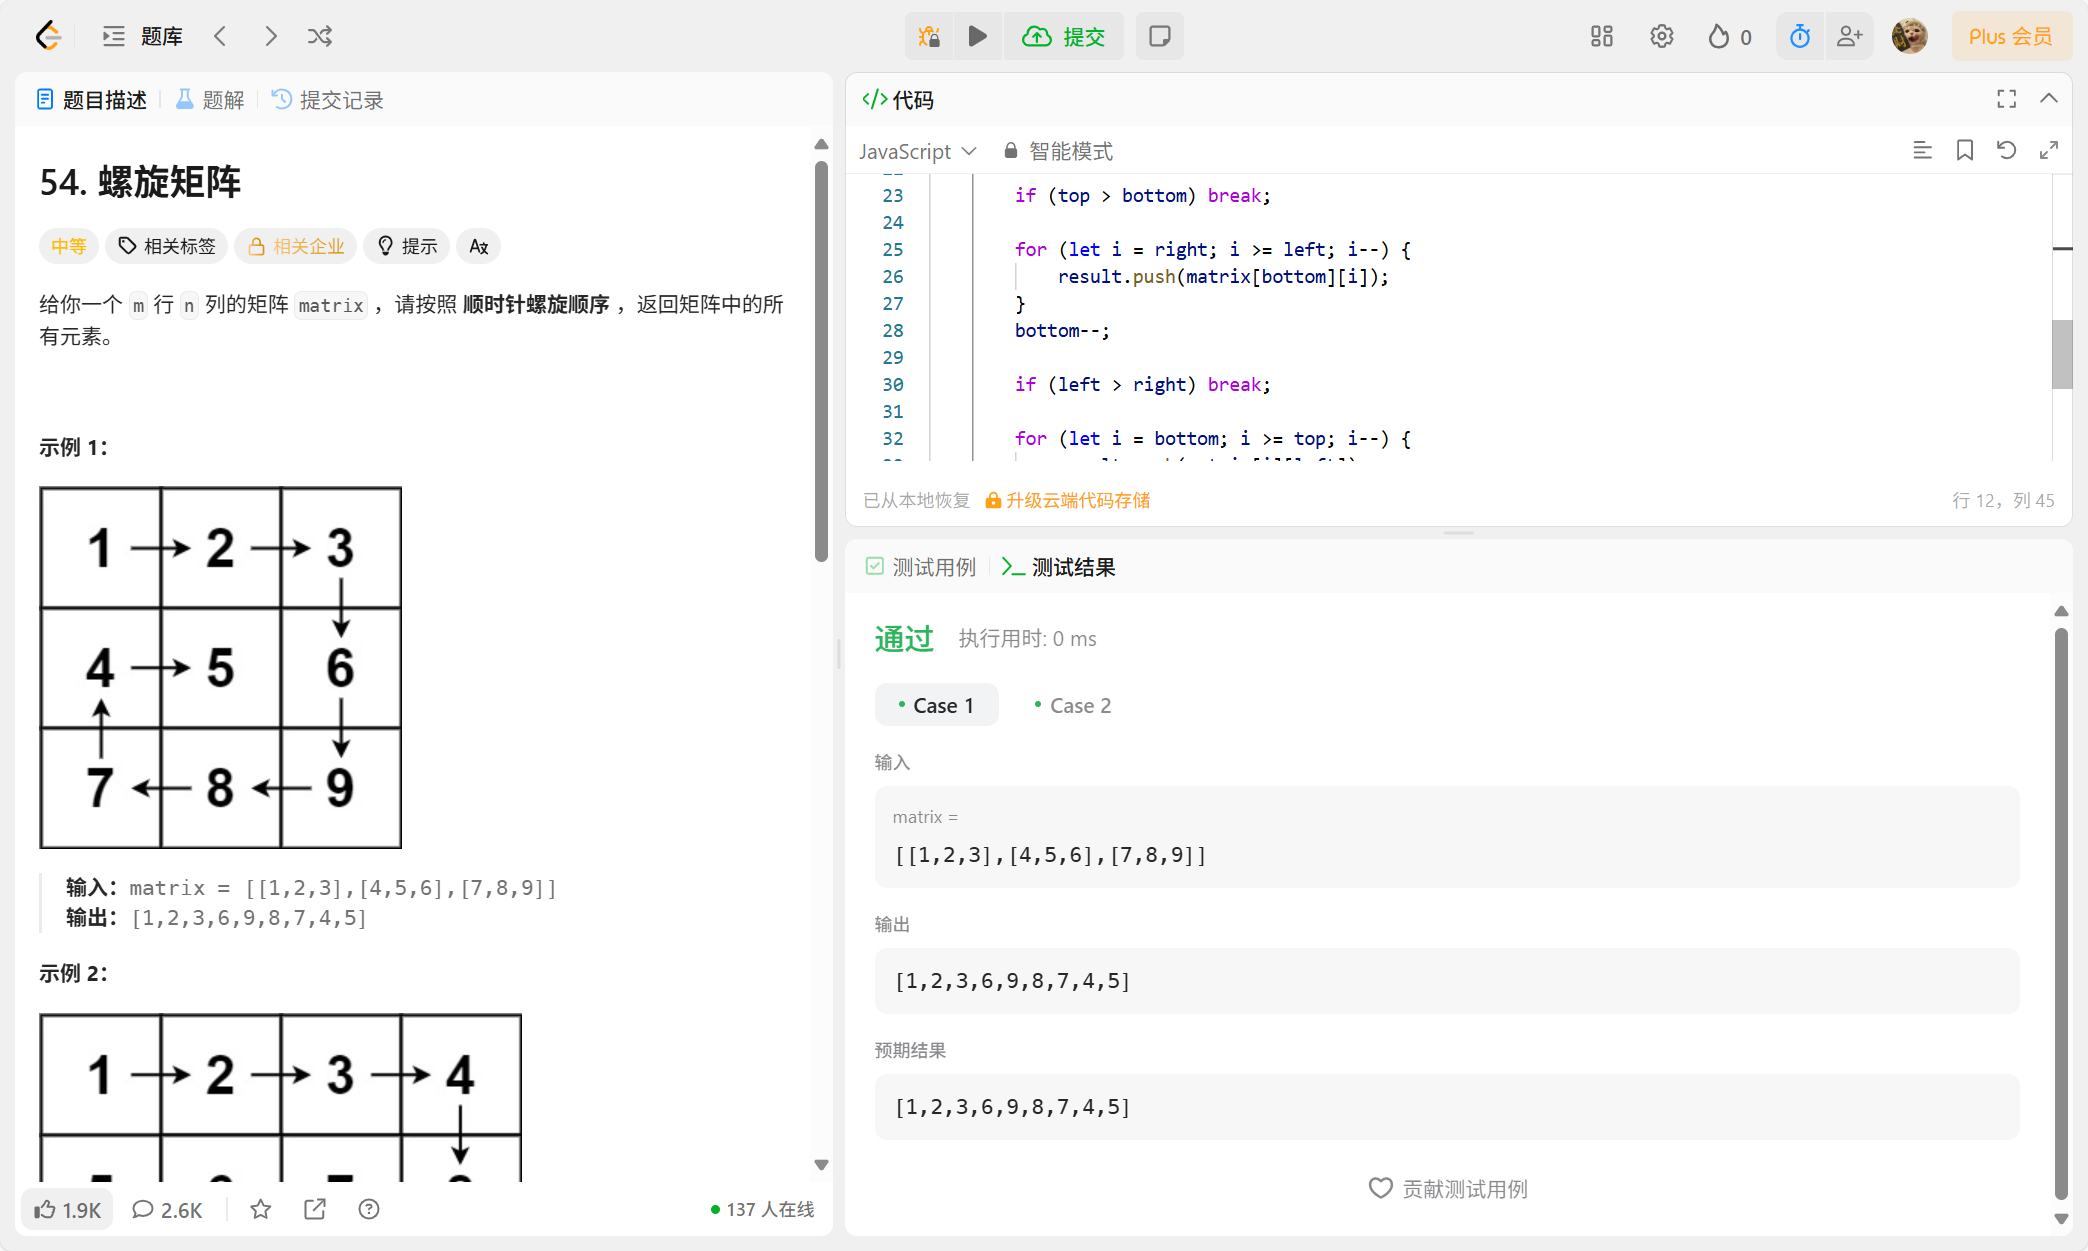 题库
提交
0
Plus 会员
题目描述
题解
提交记录
54. 螺旋矩阵
中等
相关标签
相关企业
提示
给你一个 m 行 n 列的矩阵 matrix ，请按照 顺时针螺旋顺序 ，返回矩阵中的所
有元素。
示例 1：
1 2 3
4 5 6
7 8 9
输入：matrix = [[1,2,3],[4,5,6],[7,8,9]]
输出：[1,2,3,6,9,8,7,4,5]
示例 2：
1 2 3 4
1.9K
2.6K
137 人在线
</>代码
JavaScript
智能模式
23 if (top > bottom) break;
24
25 for (let i = right; i >= left; i--) {
26 result.push(matrix[bottom][i]);
27 }
28 bottom--;
29
30 if (left > right) break;
31
32 for (let i = bottom; i >= top; i--) {
已从本地恢复
升级云端代码存储
行 12，列 45
测试用例
测试结果
通过
执行用时: 0 ms
Case 1
Case 2
输入
matrix =
[[1,2,3],[4,5,6],[7,8,9]]
输出
[1,2,3,6,9,8,7,4,5]
预期结果
[1,2,3,6,9,8,7,4,5]
贡献测试用例